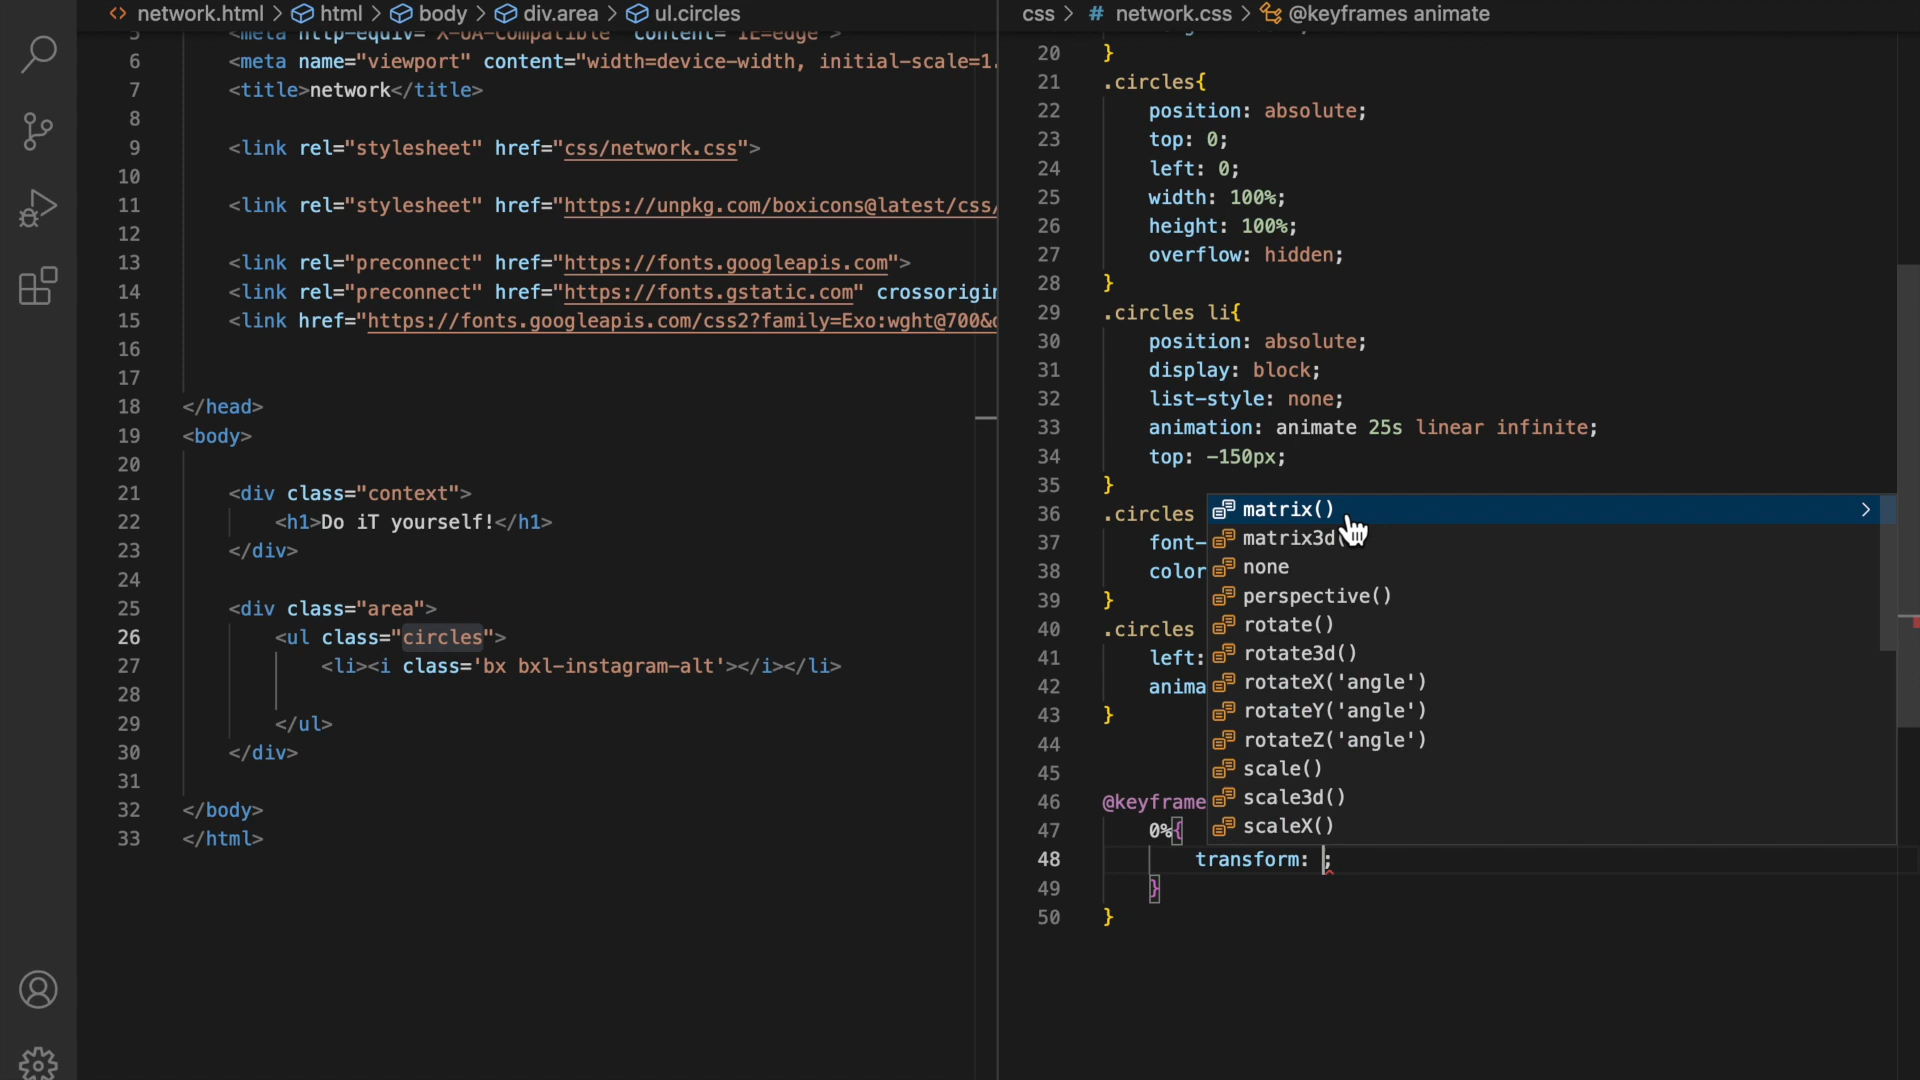 network.html > html > body > div.area > ul.circles
6 <meta name="viewport" content="width=device-width, initial-scale=1.
7 <title>network</title>
8
9 <link rel="stylesheet" href="css/network.css">
10
11 <link rel="stylesheet" href="https://unpkg.com/boxicons@latest/css/
12
13 <link rel="preconnect" href="https://fonts.googleapis.com">
14 <link rel="preconnect" href="https://fonts.gstatic.com" crossorigin
15 <link href="https://fonts.googleapis.com/css2?family=Exo:wght@700&
16
17
18 </head>
19 <body>
20
21 <div class="context">
22 <h1>Do iT yourself!</h1>
23 </div>
24
25 <div class="area">
26 <ul class="circles">
27 <li><i class='bx bxl-instagram-alt'></i></li>
28
29 </ul>
30 </div>
31
32 </body>
33 </html>
css > # network.css > @keyframes animate
20 }
21 .circles{
22 position: absolute;
23 top: 0;
24 left: 0;
25 width: 100%;
26 height: 100%;
27 overflow: hidden;
28 }
29 .circles li{
30 position: absolute;
31 display: block;
32 list-style: none;
33 animation: animate 25s linear infinite;
34 top: -150px;
35 }
36 .circles
37 font-
38 color
39 }
40 .circles
41 left:
42 anima
43 }
44
45
46 @keyframe
47 0%{
48 transform: ;
49 }
50 }
matrix() >
matrix3d(
none
perspective()
rotate()
rotate3d()
rotateX('angle')
rotateY('angle')
rotateZ('angle')
scale()
scale3d()
scaleX()